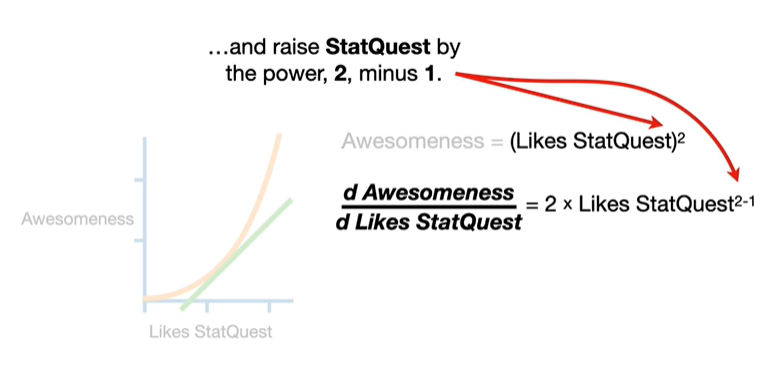 ...and raise StatQuest by
the power, 2, minus 1.
Awesomeness = (Likes StatQuest)²
d Awesomeness
d Likes StatQuest
= 2 × Likes StatQuest²⁻¹
Awesomeness
Likes StatQuest